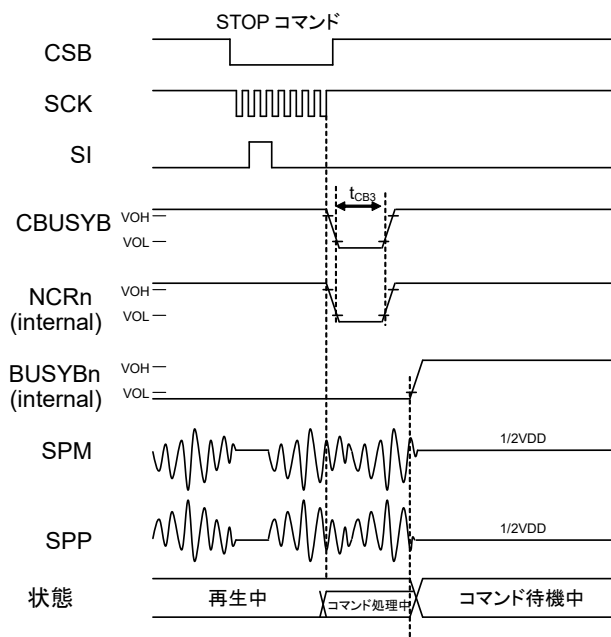 STOP コマンド
CSB
SCK
SI
tCB3
CBUSYB
VOH
VOL
NCRn
(internal)
VOH
VOL
BUSYBn
(internal)
VOH
VOL
SPM
1/2VDD
SPP
1/2VDD
状態
再生中
コマンド処理中
コマンド待機中